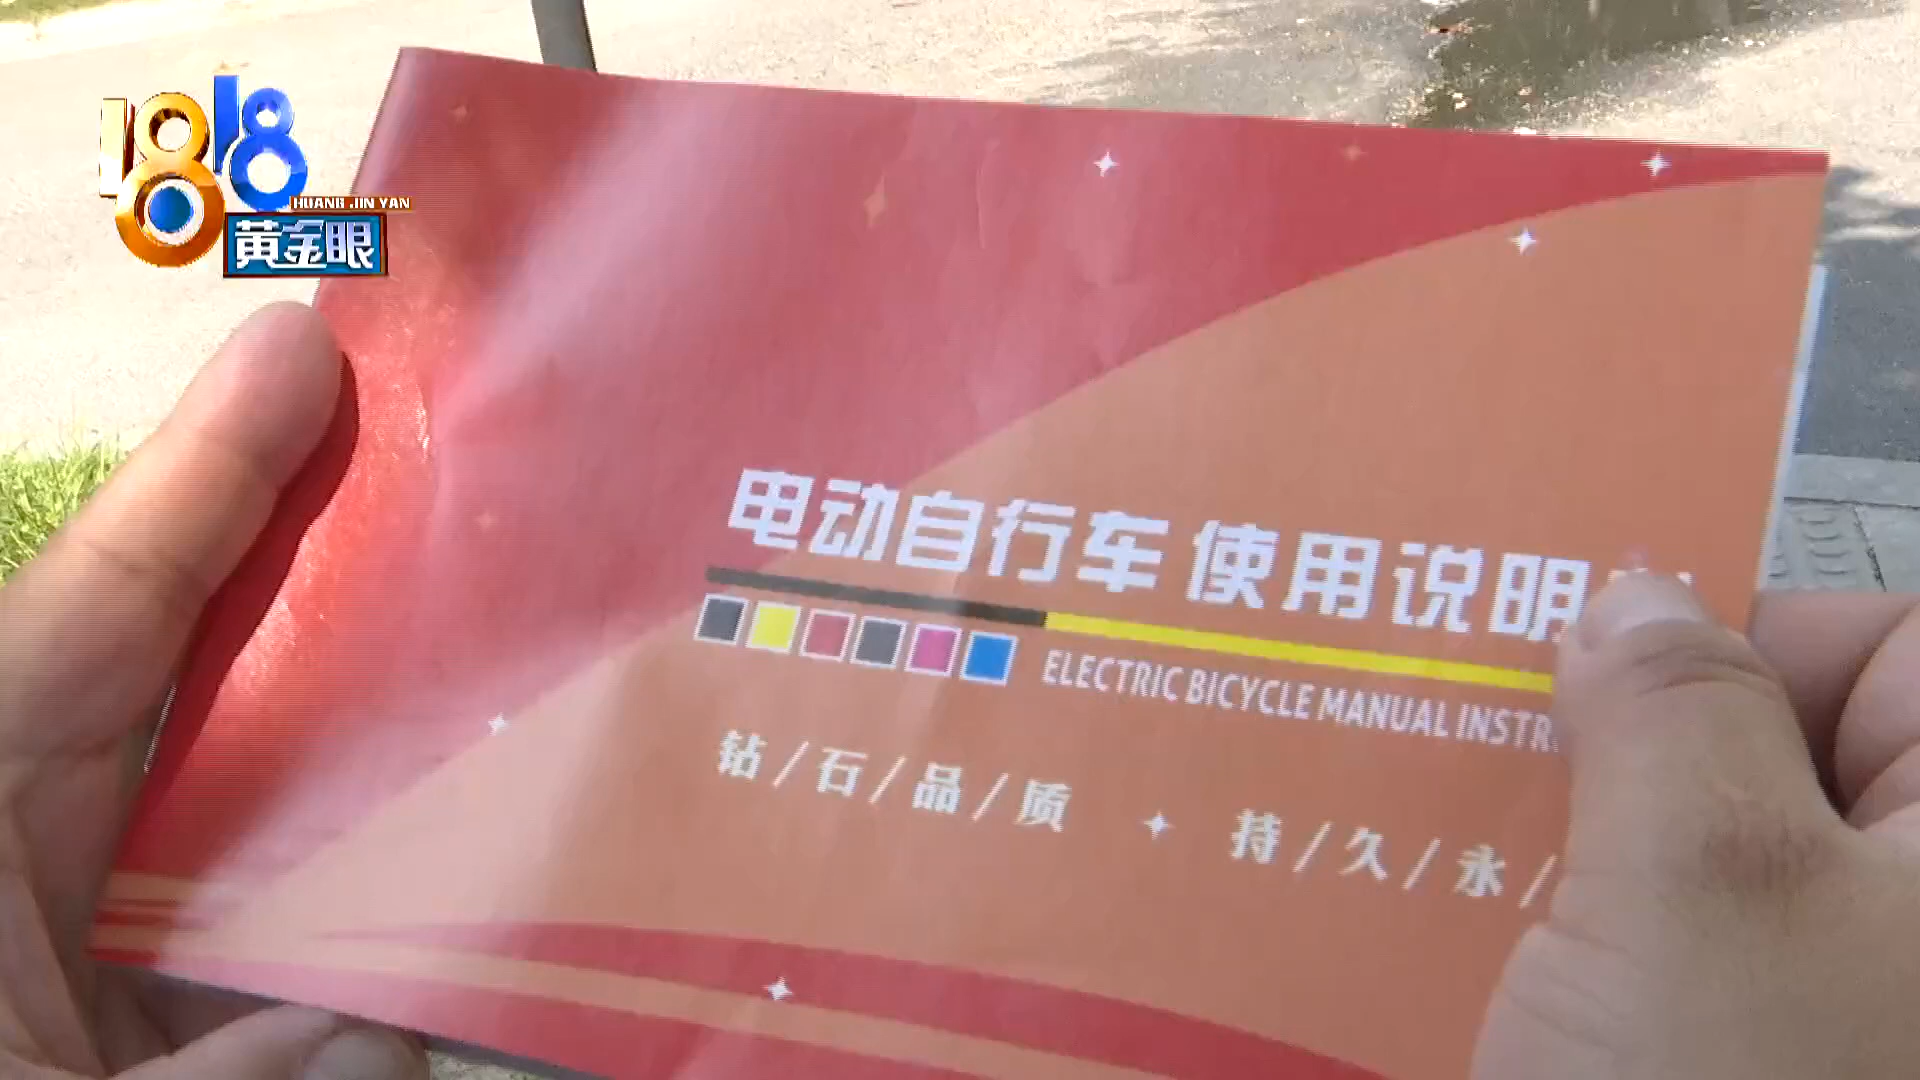 1818
HUANG JIN YAN
黄金眼
电动自行车 使用说明
ELECTRIC BICYCLE MANUAL INSTR
钻/石/品/质 持/久/永/